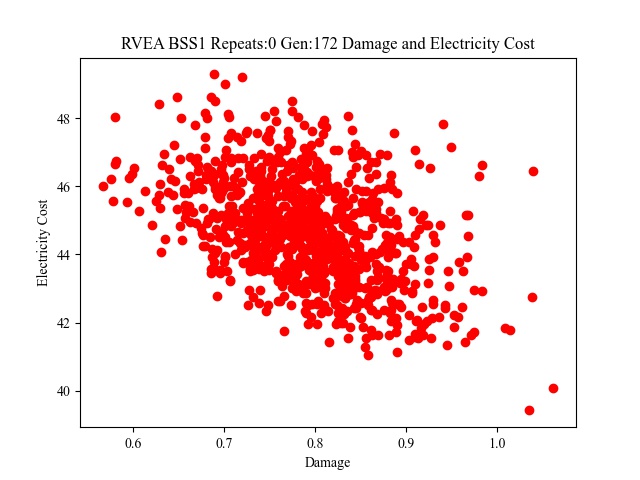 RVEA BSS1 Repeats:0 Gen:172 Damage and Electricity Cost
48
46
44
42
40
Electricity Cost
0.6 0.7 0.8 0.9 1.0
Damage